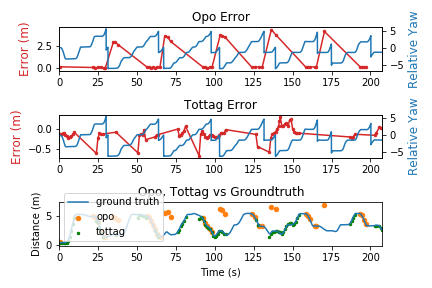 Opo Error
Error (m)
2.5
0.0
5
0
−5
Relative Yaw
0 25 50 75 100 125 150 175 200
Tottag Error
Error (m)
0.0
−0.5
5
0
−5
Relative Yaw
0 25 50 75 100 125 150 175 200
Opo, Tottag vs Groundtruth
Distance (m)
5
0
ground truth
opo
tottag
0 25 50 75 100 125 150 175 200
Time (s)